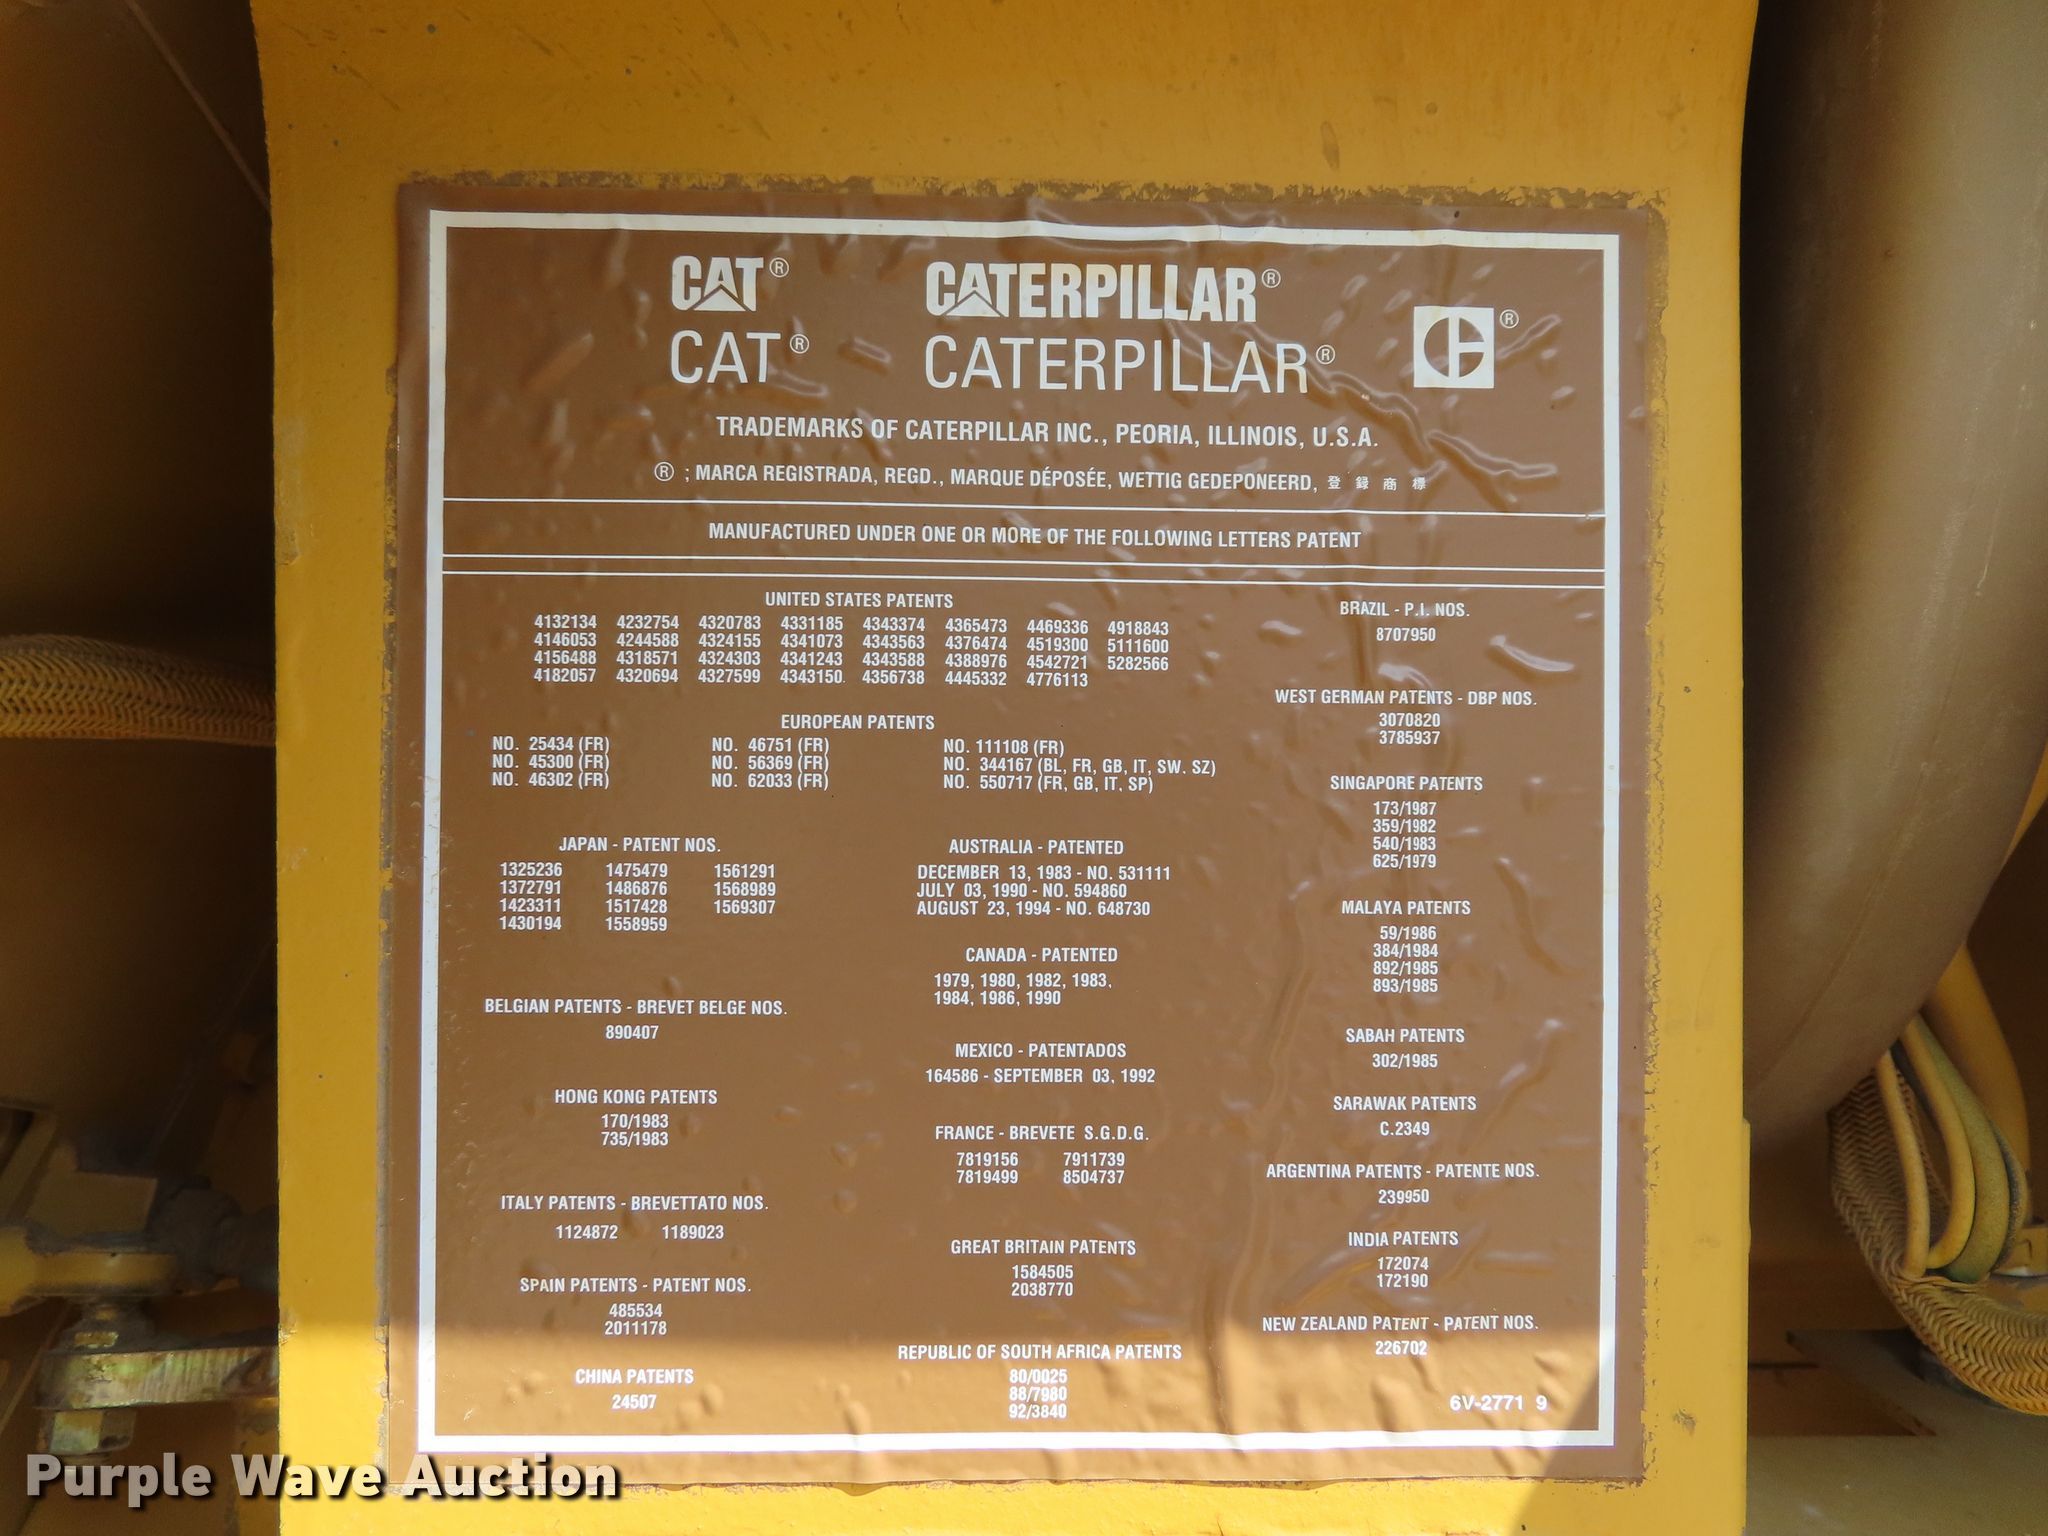 CAT® CATERPILLAR®
CAT® CATERPILLAR® ®
TRADEMARKS OF CATERPILLAR INC., PEORIA, ILLINOIS, U.S.A.
® ; MARCA REGISTRADA, REGD., MARQUE DÉPOSÉE, WETTIG GEDEPONEERD, 登録商標
MANUFACTURED UNDER ONE OR MORE OF THE FOLLOWING LETTERS PATENT
UNITED STATES PATENTS
4132134 4232754 4320783 4331185 4343374 4365473 4469336 4918843
4146053 4244588 4324155 4341073 4343563 4376474 4519300 5111600
4156488 4318571 4324303 4341243 4343588 4388976 4542721 5282566
4182057 4320694 4327599 4343150 4356738 4445332 4776113
EUROPEAN PATENTS
NO. 25434 (FR) NO. 46751 (FR) NO. 111108 (FR)
NO. 45300 (FR) NO. 56369 (FR) NO. 344167 (BL, FR, GB, IT, SW, SZ)
NO. 46302 (FR) NO. 62033 (FR) NO. 550717 (FR, GB, IT, SP)
JAPAN - PATENT NOS.
1325236 1475479 1561291
1372791 1486876 1568989
1423311 1517428 1569307
1430194 1558959
BELGIAN PATENTS - BREVET BELGE NOS.
890407
HONG KONG PATENTS
170/1983
735/1983
ITALY PATENTS - BREVETTATO NOS.
1124872 1189023
SPAIN PATENTS - PATENT NOS.
485534
2011178
CHINA PATENTS
24507
AUSTRALIA - PATENTED
DECEMBER 13, 1983 - NO. 531111
JULY 03, 1990 - NO. 594860
AUGUST 23, 1994 - NO. 648730
CANADA - PATENTED
1979, 1980, 1982, 1983,
1984, 1986, 1990
MEXICO - PATENTADOS
164586 - SEPTEMBER 03, 1992
FRANCE - BREVETE S.G.D.G.
7819156 7911739
7819499 8504737
GREAT BRITAIN PATENTS
1584505
2038770
REPUBLIC OF SOUTH AFRICA PATENTS
80/0025
88/7980
92/3840
BRAZIL - P.I. NOS.
8707950
WEST GERMAN PATENTS - DBP NOS.
3070820
3785937
SINGAPORE PATENTS
173/1987
359/1982
540/1983
625/1979
MALAYA PATENTS
59/1986
384/1984
892/1985
893/1985
SABAH PATENTS
302/1985
SARAWAK PATENTS
C.2349
ARGENTINA PATENTS - PATENTE NOS.
239950
INDIA PATENTS
172074
172190
NEW ZEALAND PATENT - PATENT NOS.
226702
6V-2771 9
Purple Wave Auction